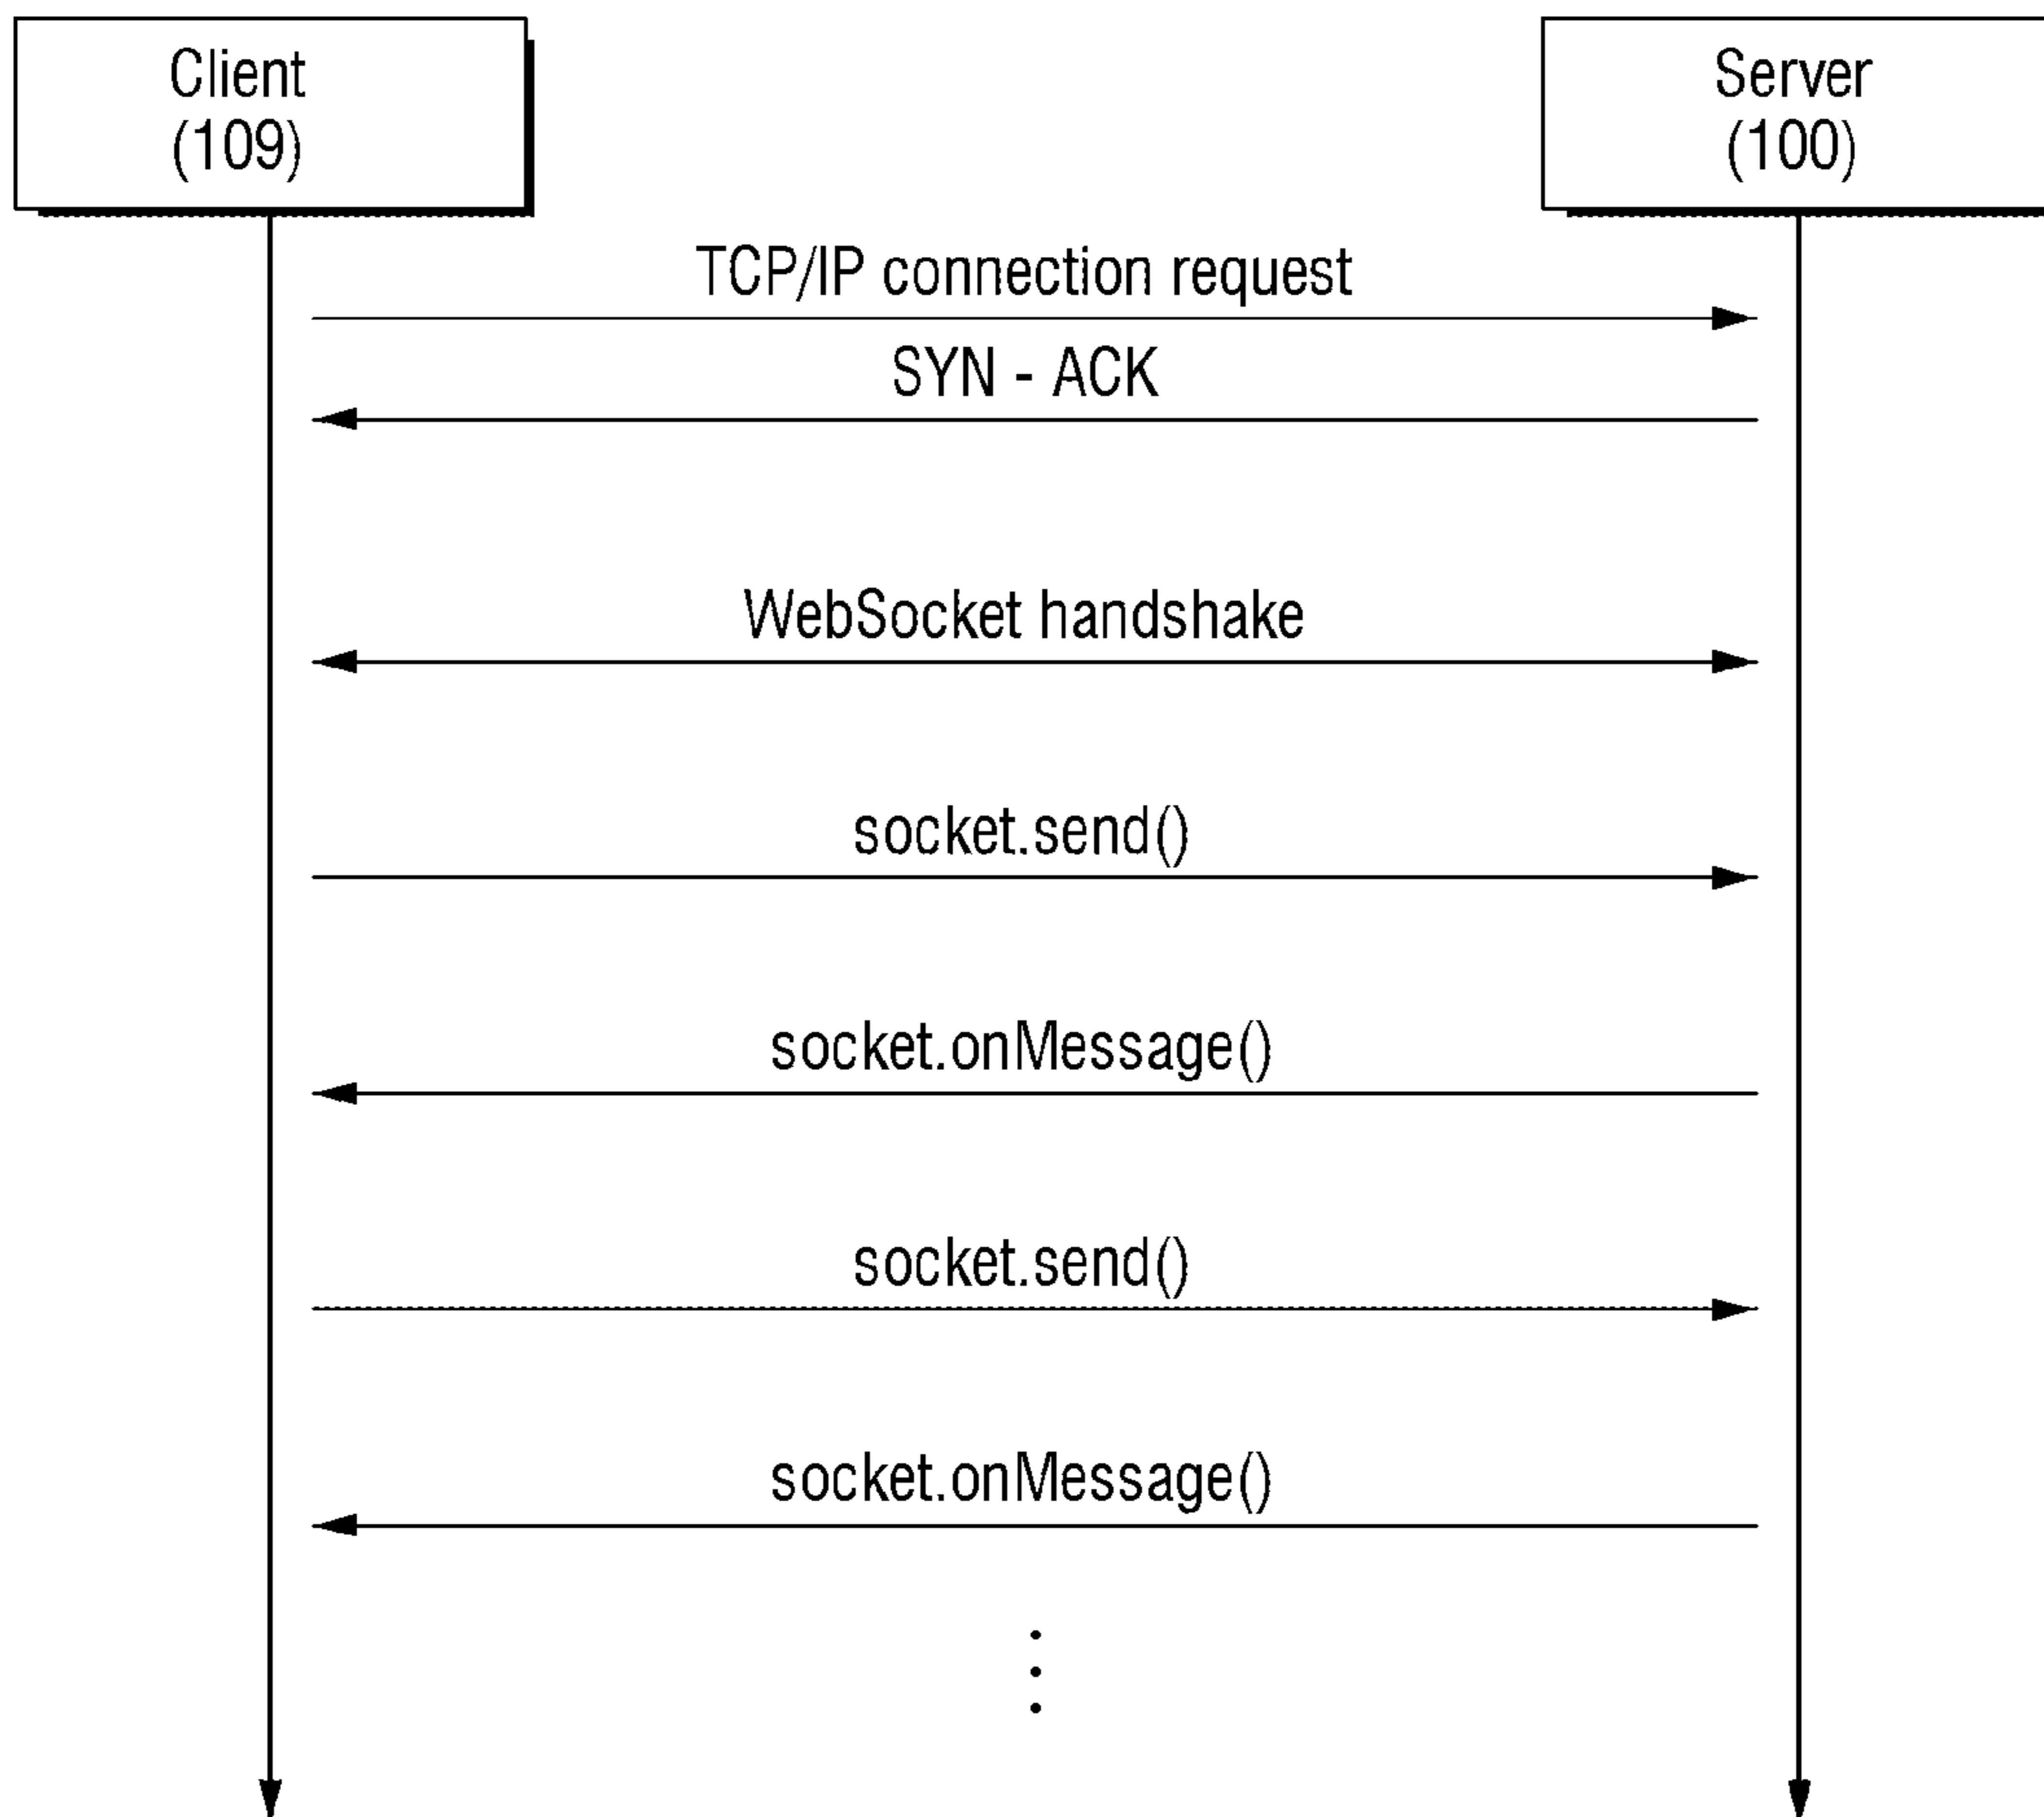 Client
(109)
Server
(100)
TCP/IP connection request
SYN - ACK
WebSocket handshake
socket.send()
socket.onMessage()
socket.send()
socket.onMessage()